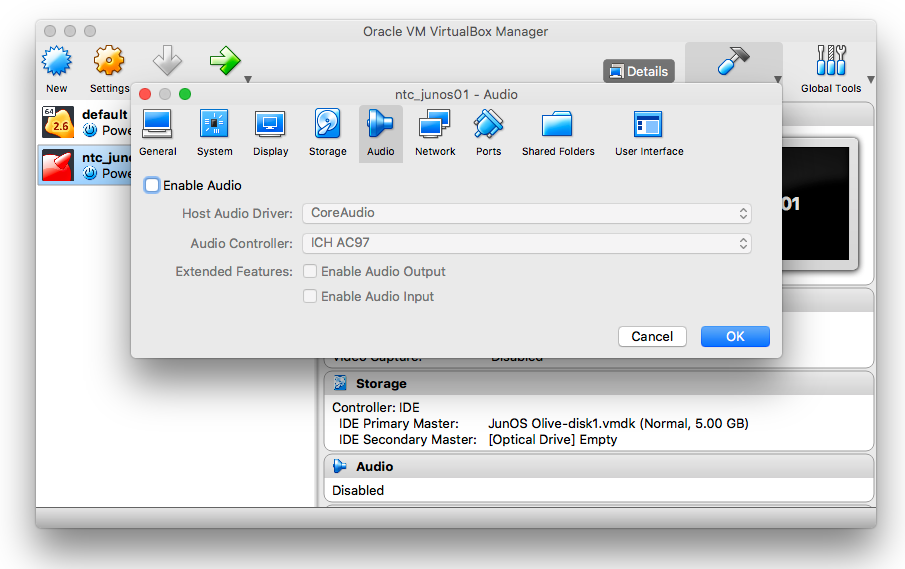 Oracle VM VirtualBox Manager
New
Settings
Details
Global Tools
64
2.6
default
Powe
ntc_juno
Powe
01
ntc_junos01 - Audio
General
System
Display
Storage
Audio
Network
Ports
Shared Folders
User Interface
Enable Audio
Host Audio Driver: CoreAudio
Audio Controller: ICH AC97
Extended Features: Enable Audio Output
Enable Audio Input
Cancel
OK
Video Capture: Disabled
Storage
Controller: IDE
IDE Primary Master: JunOS Olive-disk1.vmdk (Normal, 5.00 GB)
IDE Secondary Master: [Optical Drive] Empty
Audio
Disabled